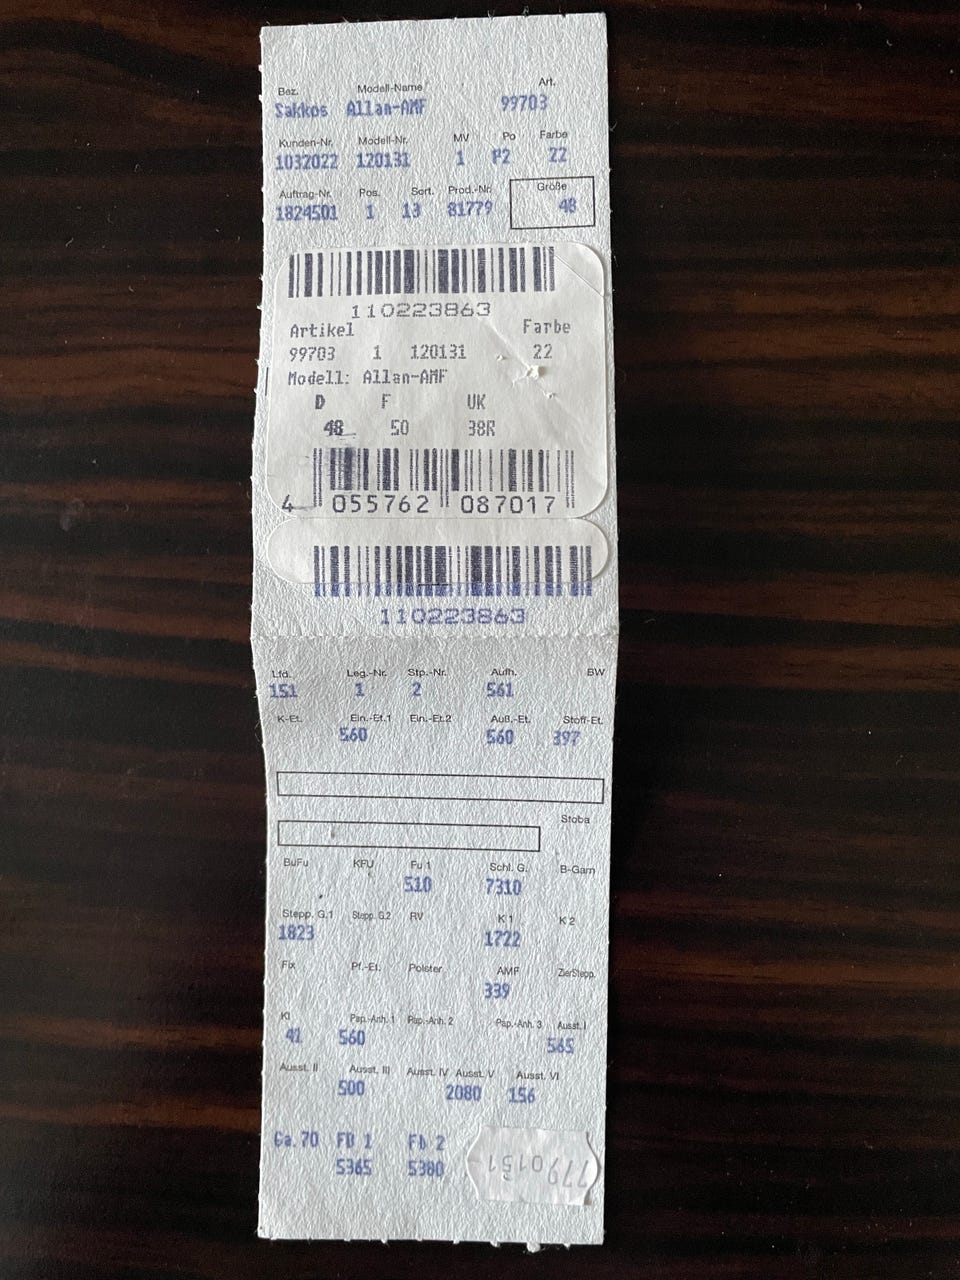 Bez. Modell-Name Art.
Sakkos Allan-AMF 99703
Kunden-Nr. Modell-Nr. MV Po Farbe
1032022 120131 1 P2 22
Auftrag-Nr. Pos. Sort. Prod.-Nr. Größe
1824501 1 13 81779 48
110223863
Artikel Farbe
99703 1 120131 22
Modell: Allan-AMF
D F UK
48 50 38R
4 055762 087017
110223863
Lfd. Leg.-Nr. Stp.-Nr. Aufh. BW
151 1 2 561
K-Et. Ein.-Et.1 Ein.-Et.2 Auß.-Et. Stoff-Et.
560 560 397
Stoba
BuFu KFU Fu 1 Schl. G. B-Garn
510 7310
Stepp. G.1 Stepp. G.2 RV K 1 K 2
1823 1722
Fix Pf.-Et. Polster AMF ZierStepp.
339
Kl Pap.-Anh. 1 Pap.-Anh. 2 Pap.-Anh. 3 Ausst. I
41 560 565
Ausst. II Ausst. III Ausst. IV Ausst. V Ausst. VI
500 2080 156
Ga. 70 FD 1 FD 2
5365 5380
7790151